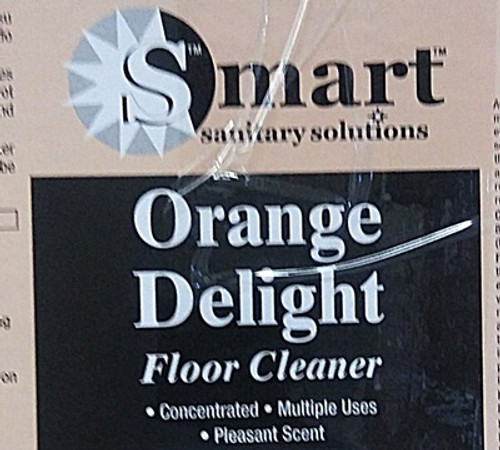 Smart™
sanitary solutions
Orange
Delight
Floor Cleaner
• Concentrated • Multiple Uses
• Pleasant Scent